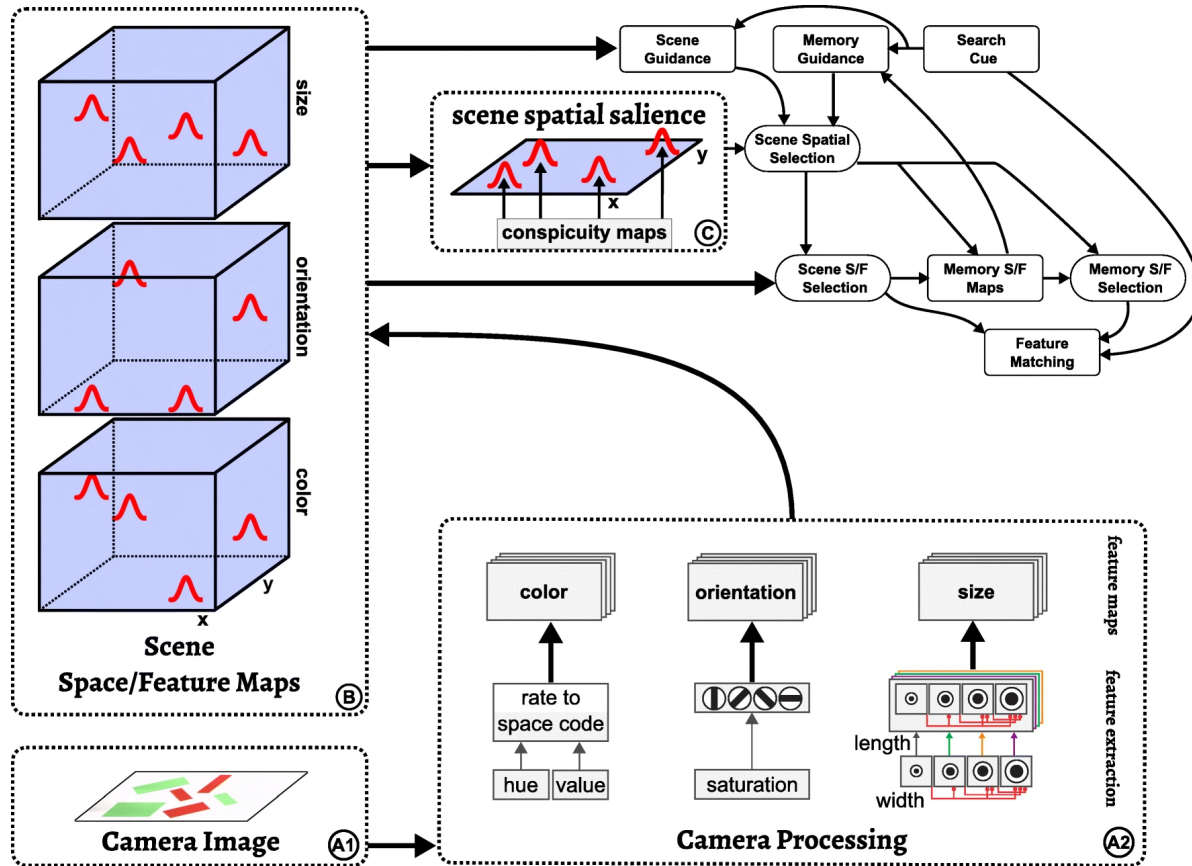 size
orientation
color
x
y
Scene
Space/Feature Maps
B
scene spatial salience
y
x
conspicuity maps
C
Scene
Guidance
Memory
Guidance
Search
Cue
Scene Spatial
Selection
Scene S/F
Selection
Memory S/F
Maps
Memory S/F
Selection
Feature
Matching
Camera Image
A1
color
orientation
size
feature maps
rate to
space code
hue
value
saturation
length
width
feature extraction
Camera Processing
A2